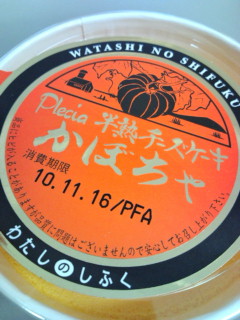 WATASHI NO SHIFUKU
Plecia 半熟チーズケーキ
かぼちゃ
消費期限
10.11.16/PFA
わたしのしふく